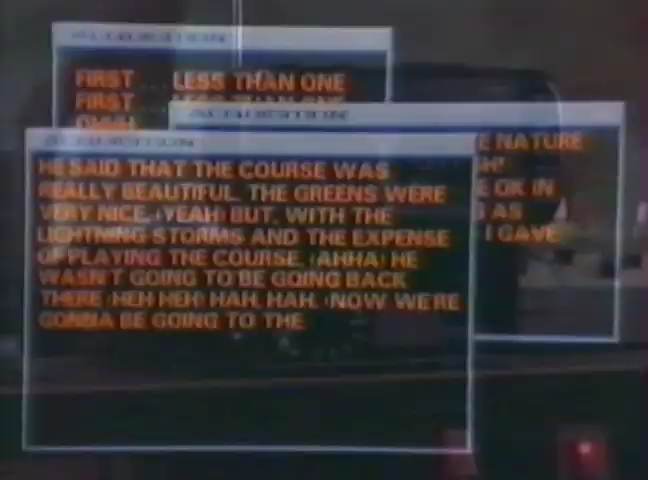 FIRST LESS THAN ONE
FIRST
E NATURE
E OK IN
AS
I GAVE
HE SAID THAT THE COURSE WAS
REALLY BEAUTIFUL. THE GREENS WERE
VERY NICE, (YEAH) BUT, WITH THE
LIGHTNING STORMS AND THE EXPENSE
OF PLAYING THE COURSE, (AHHA) HE
WASN'T GOING TO BE GOING BACK
THERE (HEH HEH) HAH, HAH. (NOW WE'RE
GONNA BE GOING TO THE